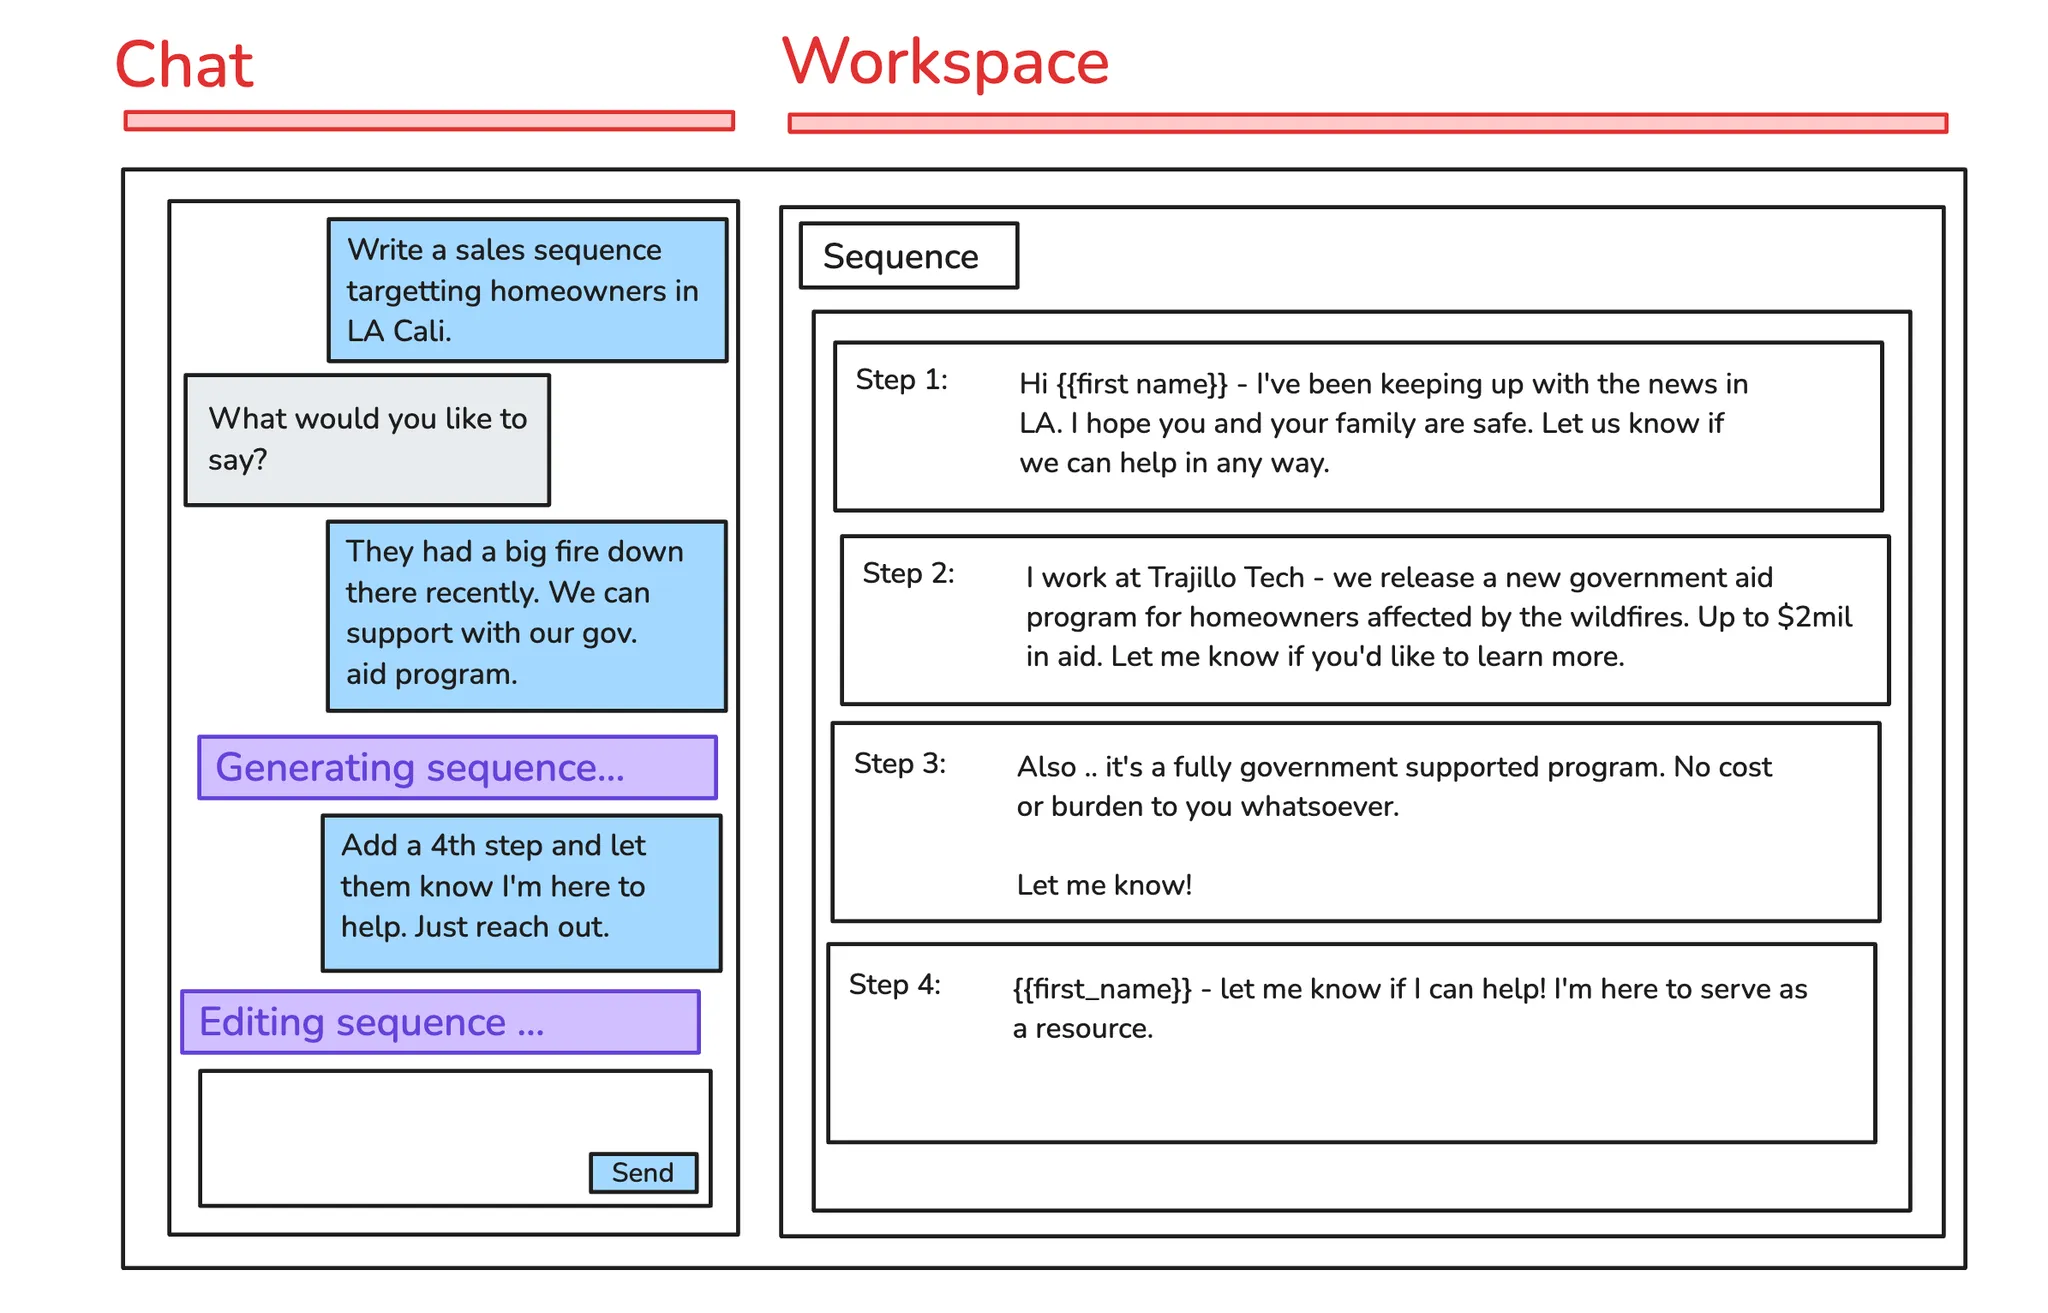 Chat
Workspace
Write a sales sequence
targetting homeowners in
LA Cali.
What would you like to
say?
They had a big fire down
there recently. We can
support with our gov.
aid program.
Generating sequence...
Add a 4th step and let
them know I'm here to
help. Just reach out.
Editing sequence ...
Send
Sequence
Step 1:
Hi {{first name}} - I've been keeping up with the news in
LA. I hope you and your family are safe. Let us know if
we can help in any way.
Step 2:
I work at Trajillo Tech - we release a new government aid
program for homeowners affected by the wildfires. Up to $2mil
in aid. Let me know if you'd like to learn more.
Step 3:
Also .. it's a fully government supported program. No cost
or burden to you whatsoever.
Let me know!
Step 4:
{{first_name}} - let me know if I can help! I'm here to serve as
a resource.